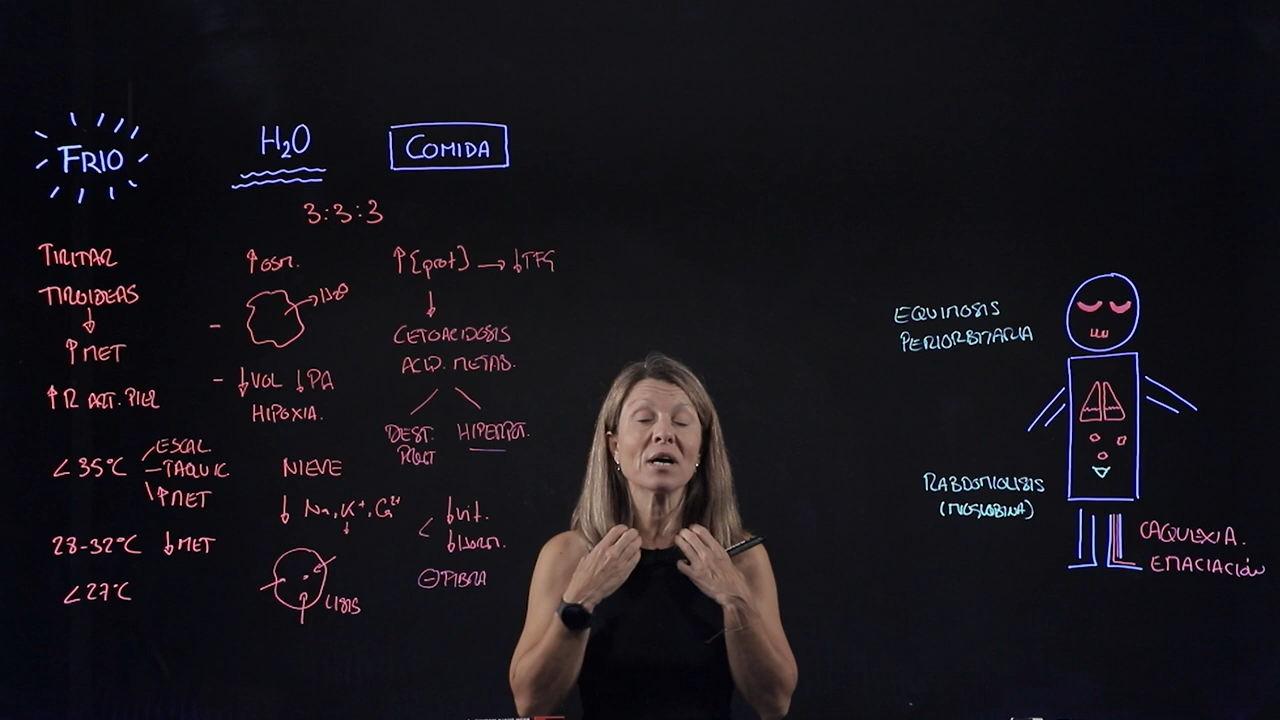 FRIO
TIRITAR
TIROIDEAS
↑ MET
↑R ART. PIEL
<35°C ESCAL.
TAQUIC
↑MET
28-32°C ↓MET
<27°C
H2O
3:3:3
↑ OSM.
H2O
- ↓VOL ↓PA
HIPOXIA.
NIEVE
↓ Na, K+, Ca2+
LISIS
COMIDA
↑[prot] → ↓TFG
CETOACIDOSIS
ACID. METAB.
DEST. HIPERPOT.
PROT
< ↓vit.
↓horm.
⊖FIBRA
EQUIMOSIS
PERIORBITARIA
RABDOMIOLISIS
(MIOGLOBINA)
CAQUEXIA.
EMACIACIÓN